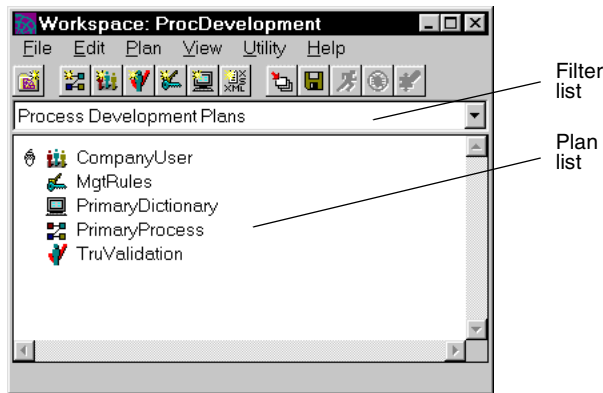 Workspace: ProcDevelopment
File Edit Plan View Utility Help
XML
Process Development Plans
CompanyUser
MgtRules
PrimaryDictionary
PrimaryProcess
TruValidation
Filter
list
Plan
list